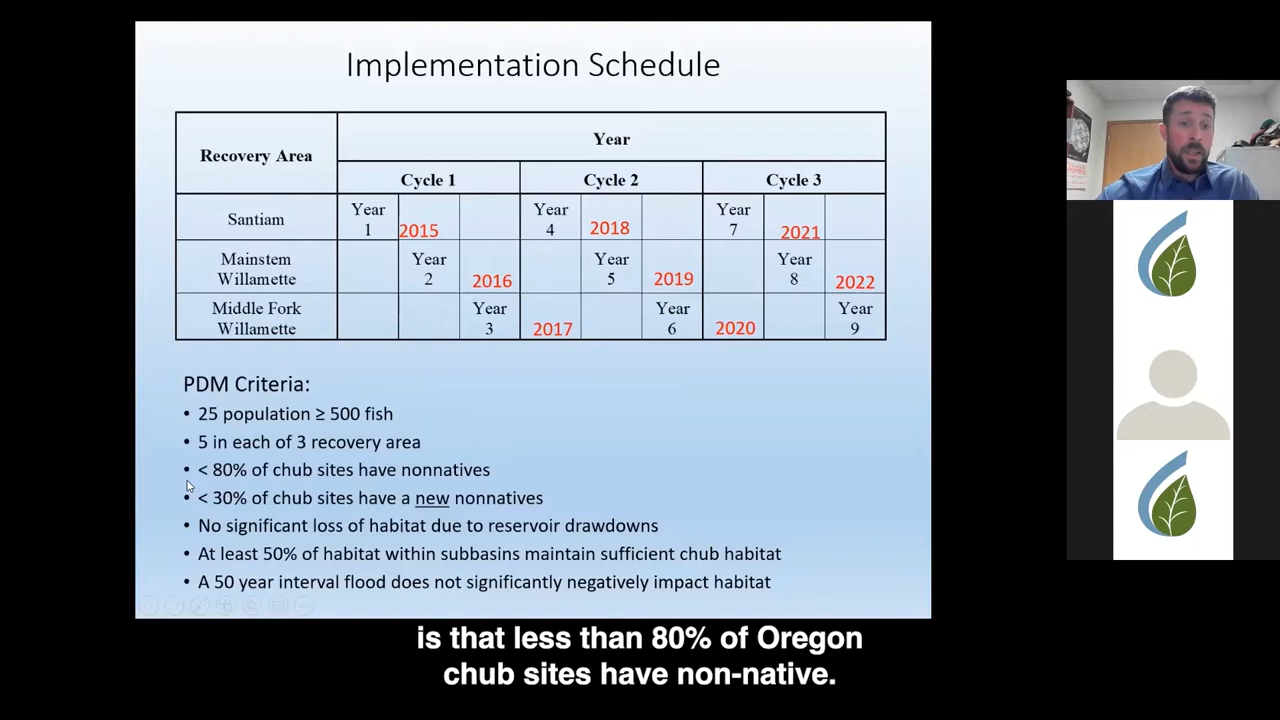 Implementation Schedule
Recovery Area
Year
Cycle 1 Cycle 2 Cycle 3
Santiam Year 1 2015 Year 4 2018 Year 7 2021
Mainstem Willamette Year 2 2016 Year 5 2019 Year 8 2022
Middle Fork Willamette Year 3 2017 Year 6 2020 Year 9
PDM Criteria:
• 25 population ≥ 500 fish
• 5 in each of 3 recovery area
• < 80% of chub sites have nonnatives
• < 30% of chub sites have a new nonnatives
• No significant loss of habitat due to reservoir drawdowns
• At least 50% of habitat within subbasins maintain sufficient chub habitat
• A 50 year interval flood does not significantly negatively impact habitat
is that less than 80% of Oregon
chub sites have non-native.